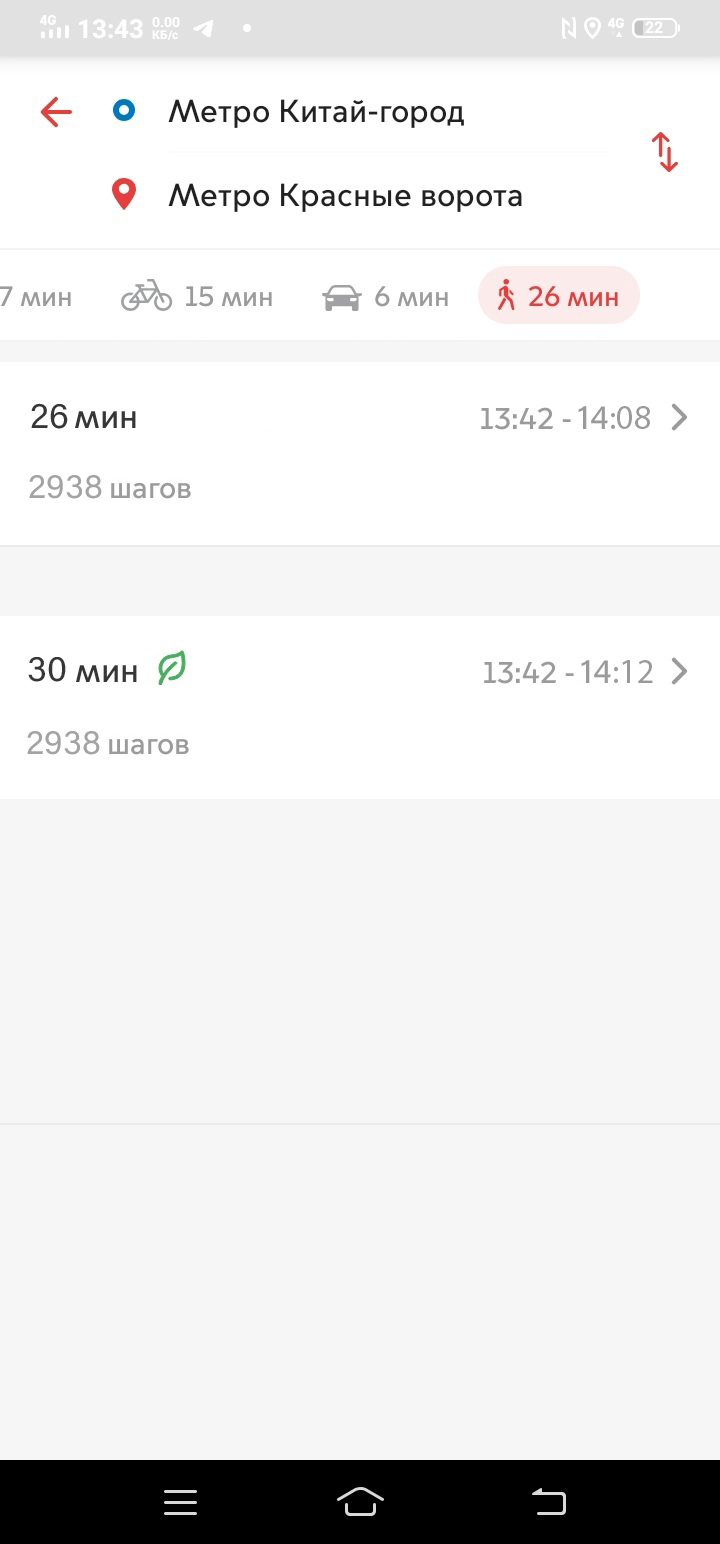 4G 13:43 0.00 КБ/с 4G 22
Метро Китай-город
Метро Красные ворота
7 мин 15 мин 6 мин 26 мин
26 мин 13:42 - 14:08
2938 шагов
30 мин 13:42 - 14:12
2938 шагов